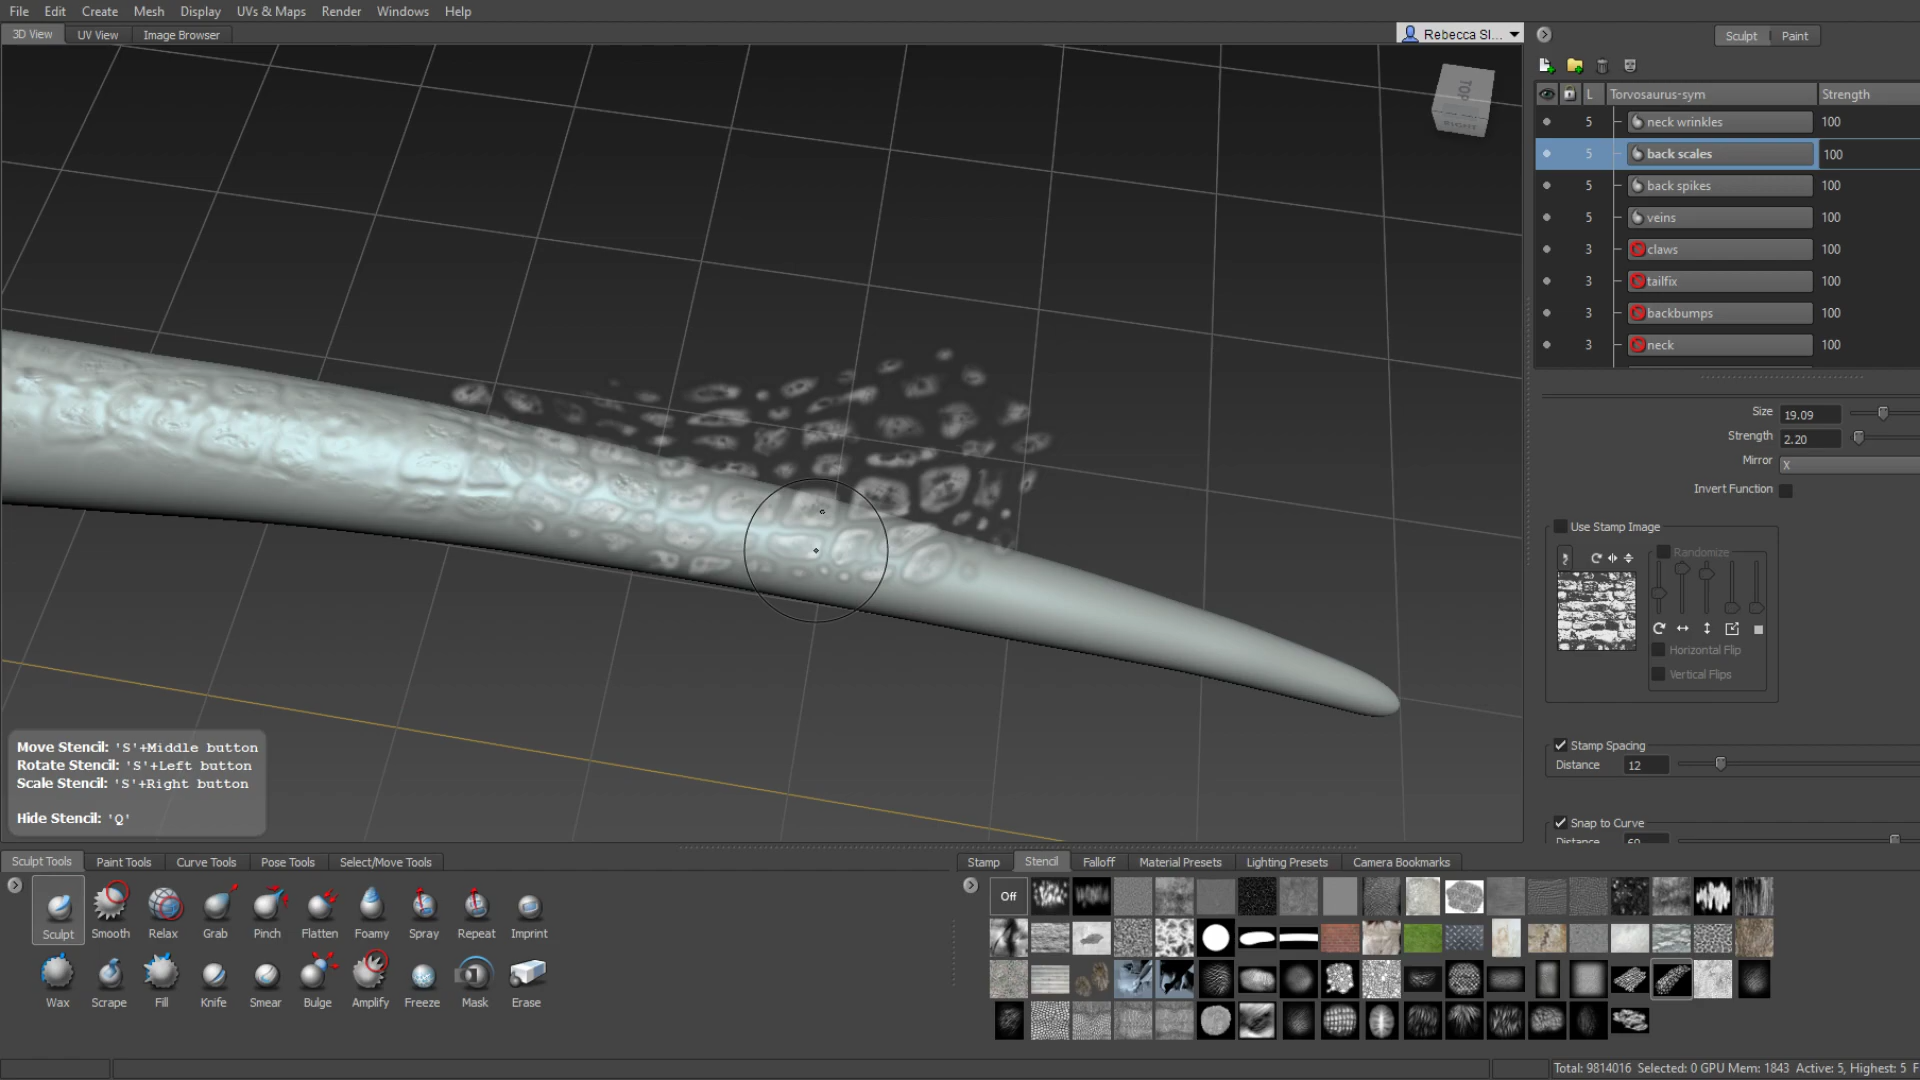 File Edit Create Mesh Display UVs & Maps Render Windows Help
3D View UV View Image Browser
Rebecca Sl...
Sculpt Paint
L Torvosaurus-sym Strength
5 neck wrinkles 100
5 back scales 100
5 back spikes 100
5 veins 100
3 claws 100
3 tailfix 100
3 backbumps 100
3 neck 100
TOP
RIGHT
Size 19.09
Strength 2.20
Mirror X
Invert Function
Use Stamp Image
Randomize
Horizontal Flip
Vertical Flips
Stamp Spacing
Distance 12
Snap to Curve
Distance 60
Move Stencil: 'S'+Middle button
Rotate Stencil: 'S'+Left button
Scale Stencil: 'S'+Right button
Hide Stencil: 'Q'
Sculpt Tools Paint Tools Curve Tools Pose Tools Select/Move Tools
Sculpt Smooth Relax Grab Pinch Flatten Foamy Spray Repeat Imprint
Wax Scrape Fill Knife Smear Bulge Amplify Freeze Mask Erase
Stamp Stencil Falloff Material Presets Lighting Presets Camera Bookmarks
Off
Total: 9814016 Selected: 0 GPU Mem: 1843 Active: 5, Highest: 5 F